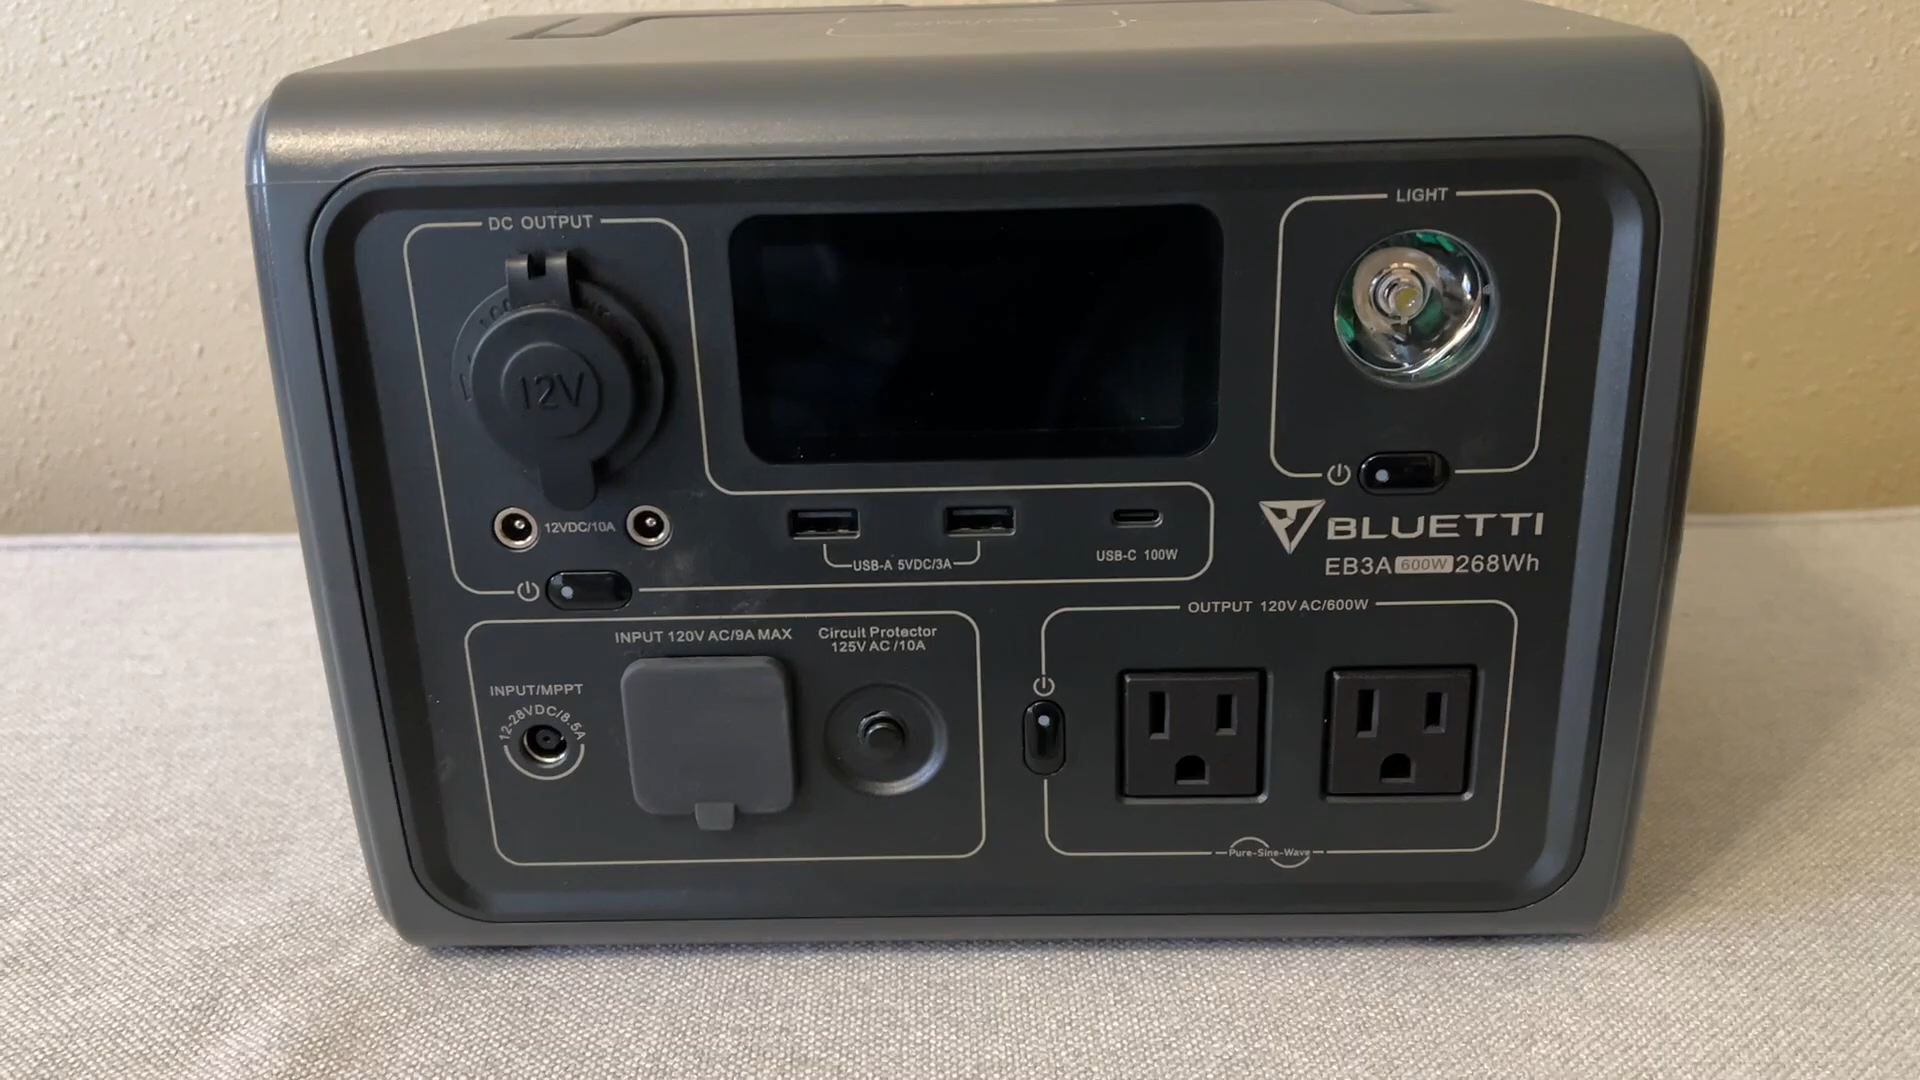 DC OUTPUT
LIGHT
12V
12VDC/10A
USB-A 5VDC/3A
USB-C 100W
BLUETTI
EB3A 600W 268Wh
INPUT 120V AC/9A MAX
Circuit Protector
125V AC/10A
INPUT/MPPT
12-28VDC/8.5A
OUTPUT 120V AC/600W
Pure-Sine-Wave